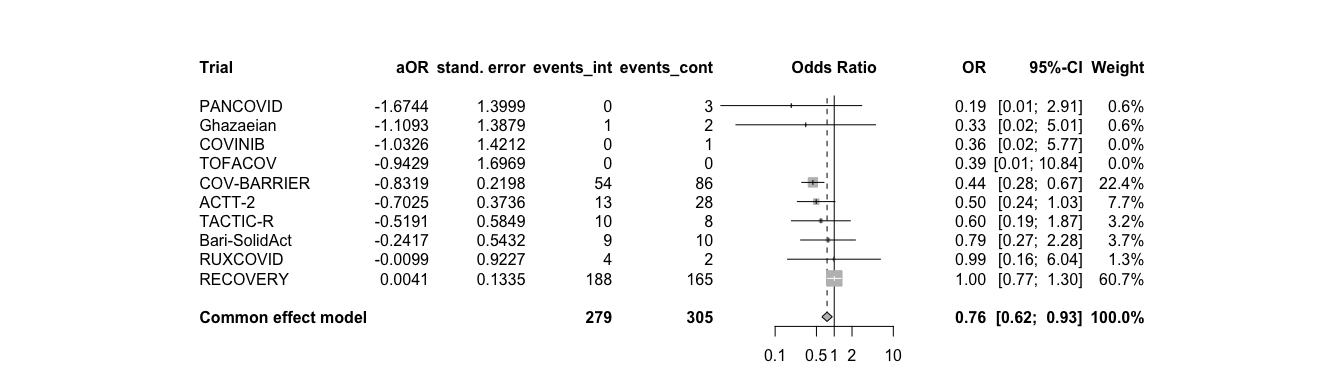 Trial aOR stand. error events_int events_cont Odds Ratio OR 95%-CI Weight
PANCOVID -1.6744 1.3999 0 3 0.19 [0.01; 2.91] 0.6%
Ghazaeian -1.1093 1.3879 1 2 0.33 [0.02; 5.01] 0.6%
COVINIB -1.0326 1.4212 0 1 0.36 [0.02; 5.77] 0.0%
TOFACOV -0.9429 1.6969 0 0 0.39 [0.01; 10.84] 0.0%
COV-BARRIER -0.8319 0.2198 54 86 0.44 [0.28; 0.67] 22.4%
ACTT-2 -0.7025 0.3736 13 28 0.50 [0.24; 1.03] 7.7%
TACTIC-R -0.5191 0.5849 10 8 0.60 [0.19; 1.87] 3.2%
Bari-SolidAct -0.2417 0.5432 9 10 0.79 [0.27; 2.28] 3.7%
RUXCOVID -0.0099 0.9227 4 2 0.99 [0.16; 6.04] 1.3%
RECOVERY 0.0041 0.1335 188 165 1.00 [0.77; 1.30] 60.7%
Common effect model 279 305 0.76 [0.62; 0.93] 100.0%
0.1 0.5 1 2 10